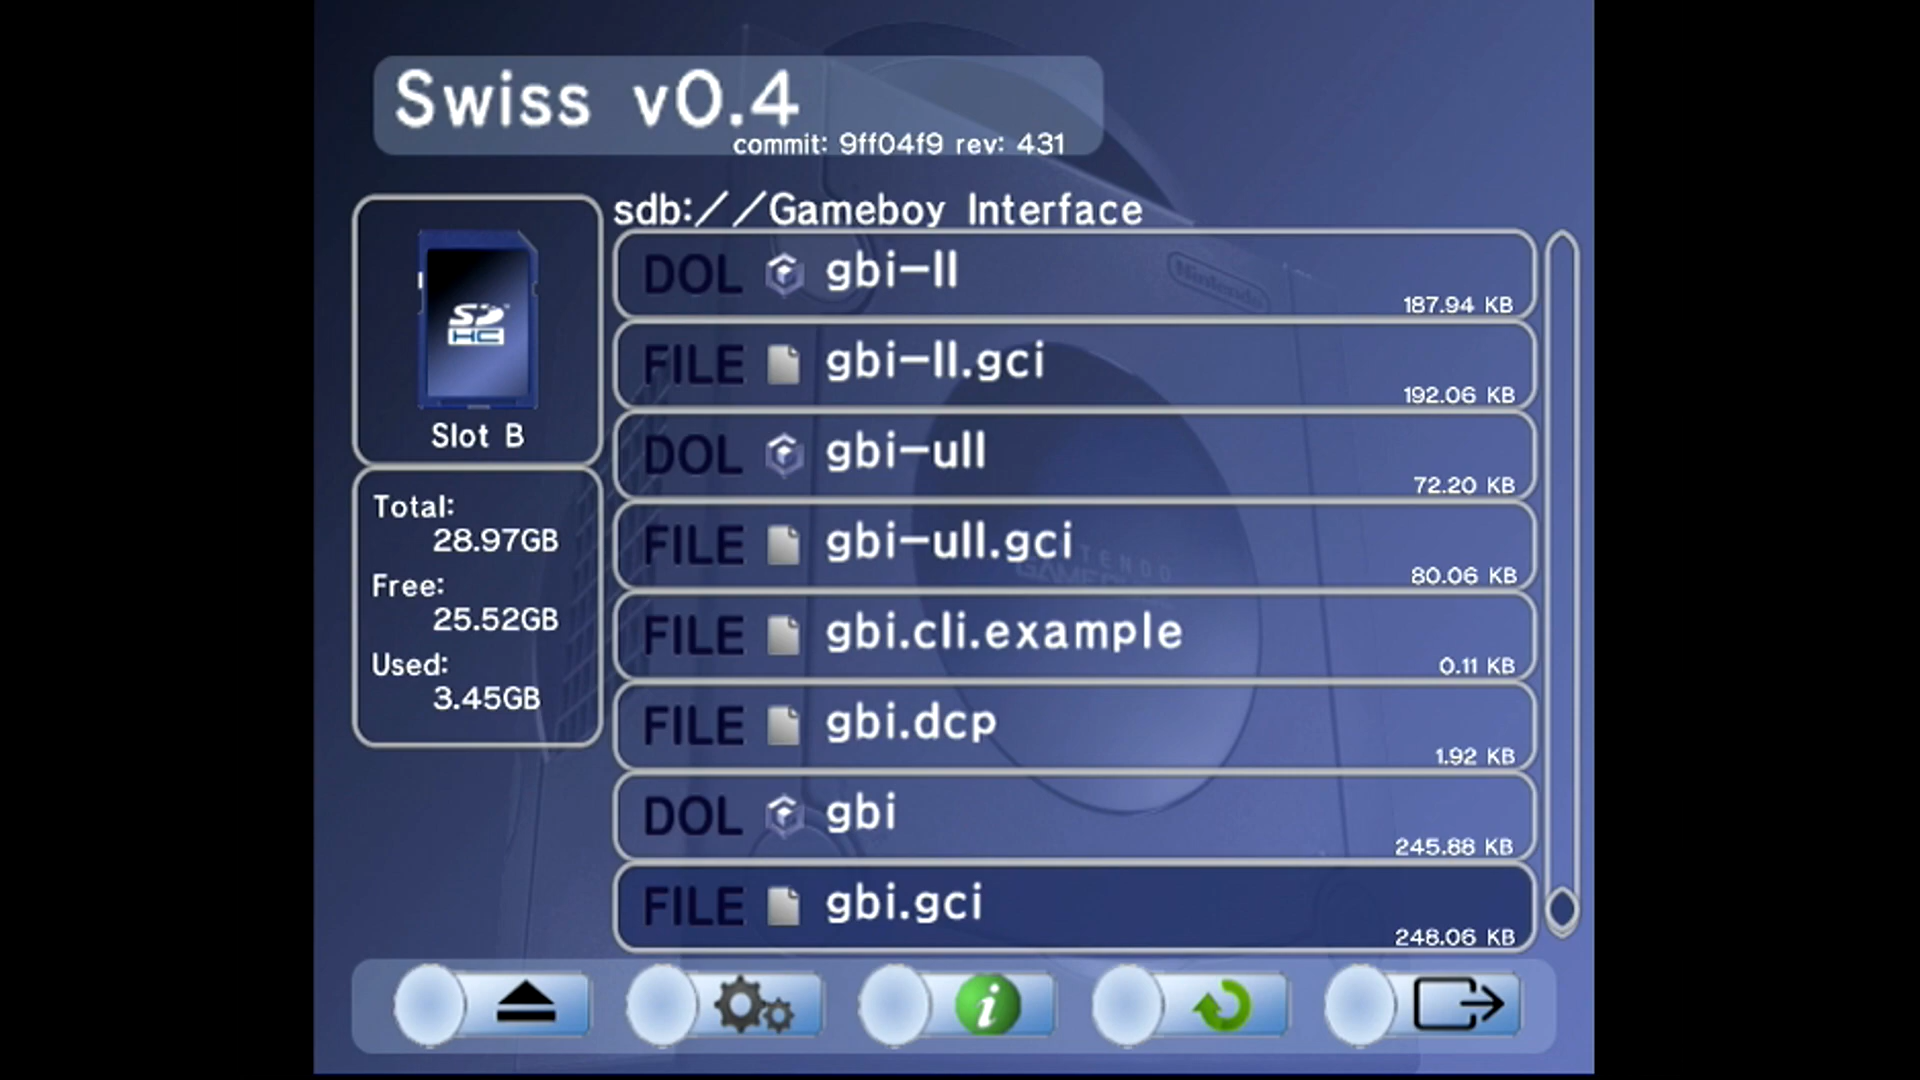 Swiss v0.4
commit: 9ff04f9 rev: 431
sdb://Gameboy Interface
SD
HC
Slot B
Total:
28.97GB
Free:
25.52GB
Used:
3.45GB
DOL gbi-ll
187.94 KB
Nintendo
FILE gbi-ll.gci
192.06 KB
DOL gbi-ull
72.20 KB
FILE gbi-ull.gci
80.06 KB
FILE gbi.cli.example
0.11 KB
FILE gbi.dcp
1.92 KB
DOL gbi
245.88 KB
FILE gbi.gci
248.06 KB